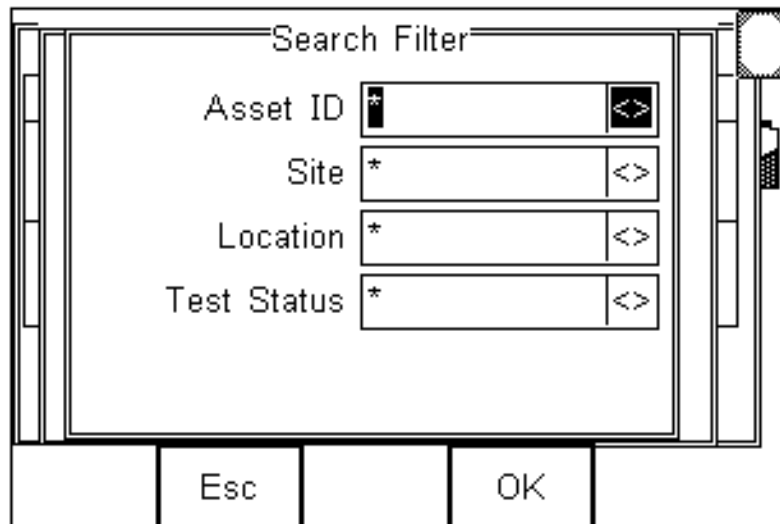 Search Filter
Asset ID * <>
Site * <>
Location * <>
Test Status * <>
Esc OK